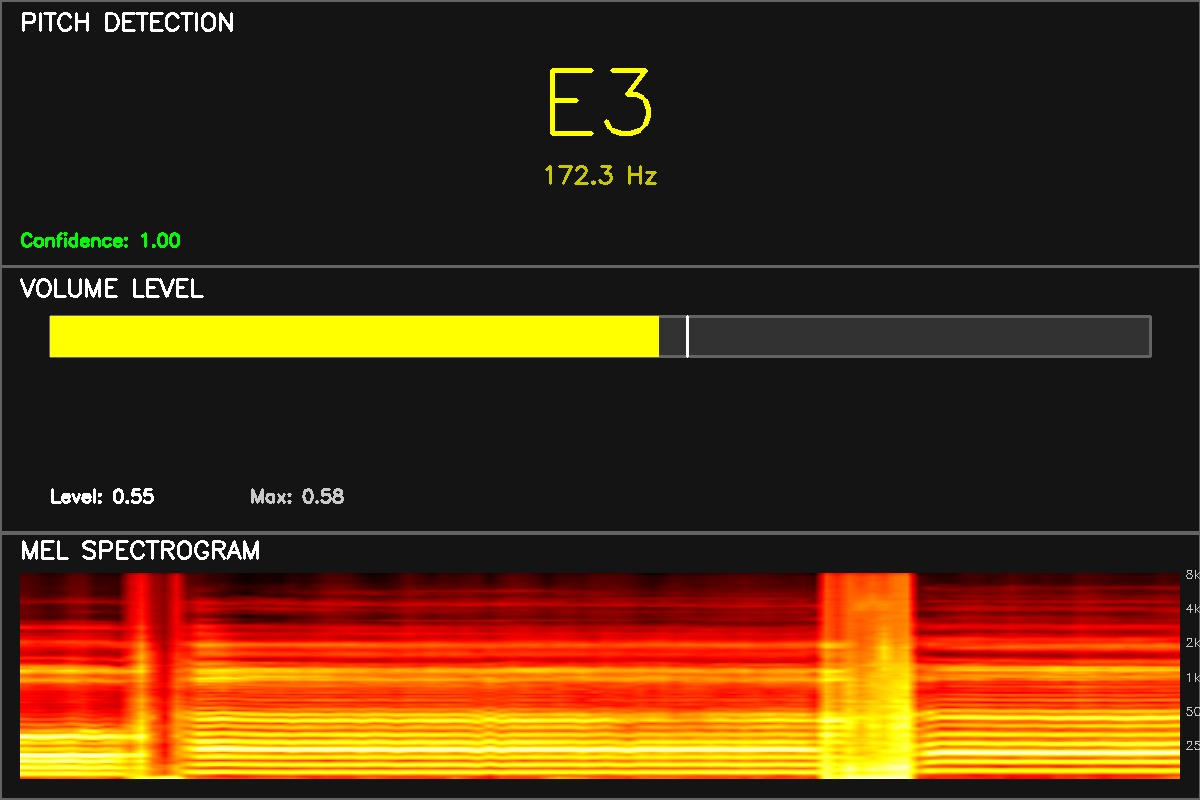 PITCH DETECTION
E3
172.3 Hz
Confidence: 1.00
VOLUME LEVEL
Level: 0.55 Max: 0.58
MEL SPECTROGRAM
8k
4k
2k
1k
50
25